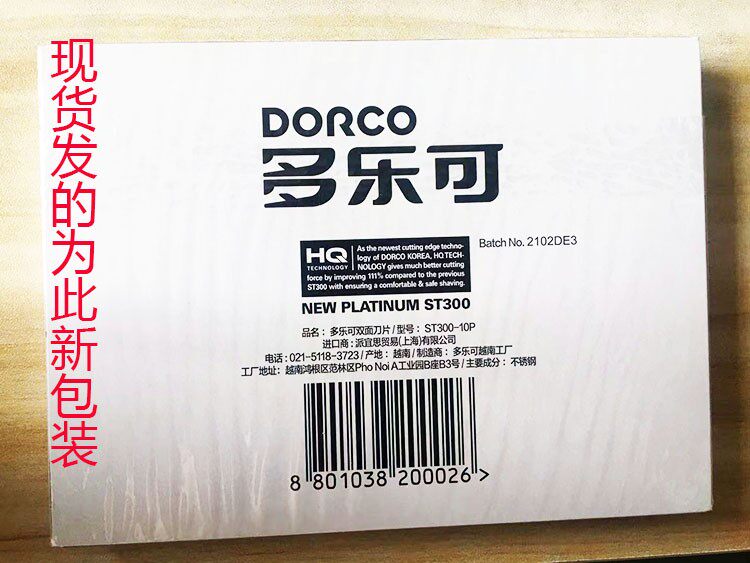 现货发的为此新包装
DORCO
多乐可
HQ
TECHNOLOGY
As the newest cutting edge techno-
logy of DORCO KOREA, HQ TECH-
NOLOGY gives much better cutting
force by improving 111% compared to the previous
ST300 with ensuring a comfortable & safe shaving.
Batch No. 2102DE3
NEW PLATINUM ST300
品名：多乐可双面刀片/型号：ST300-10P
进口商：派宜思贸易(上海)有限公司
电话:021-5118-3723/产地：越南/制造商：多乐可越南工厂
工厂地址：越南鸿根区范林区Pho Noi A工业园B座B3号/主要成分：不锈钢
8 801038 200026>